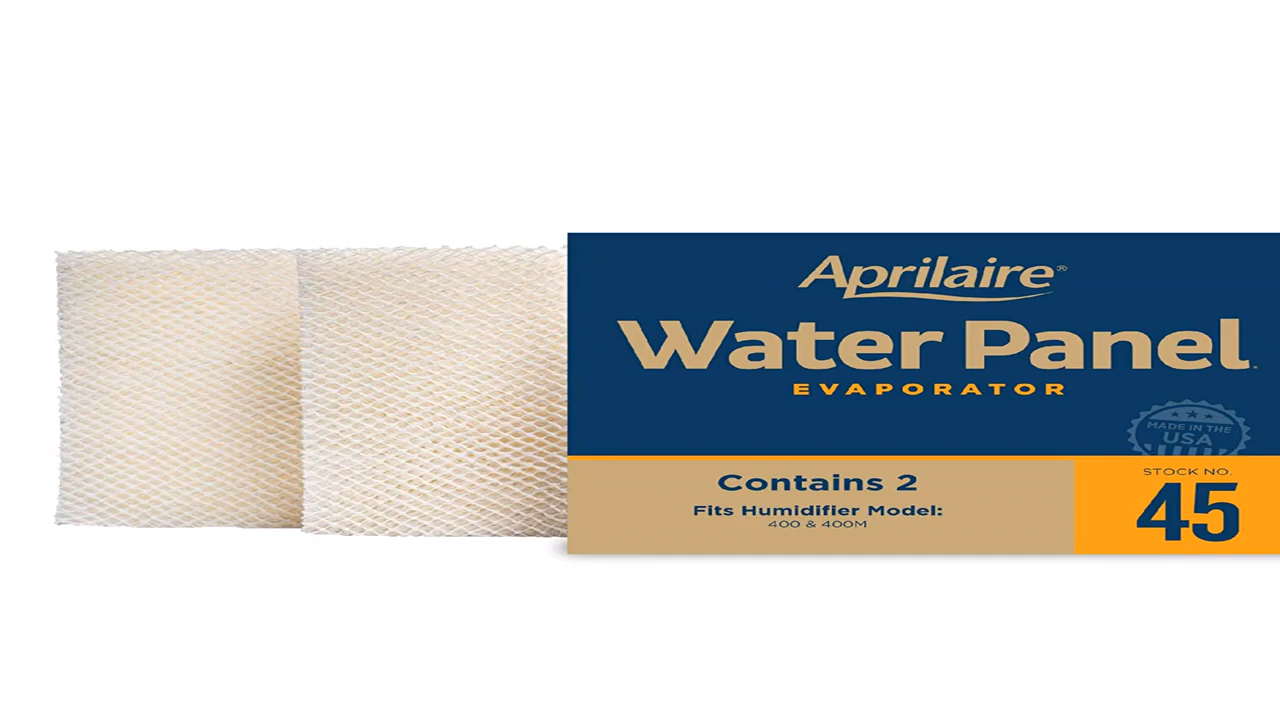 Aprilaire®
Water Panel
EVAPORATOR
MADE IN THE
USA
Contains 2
Fits Humidifier Model:
400 & 400M
STOCK NO.
45